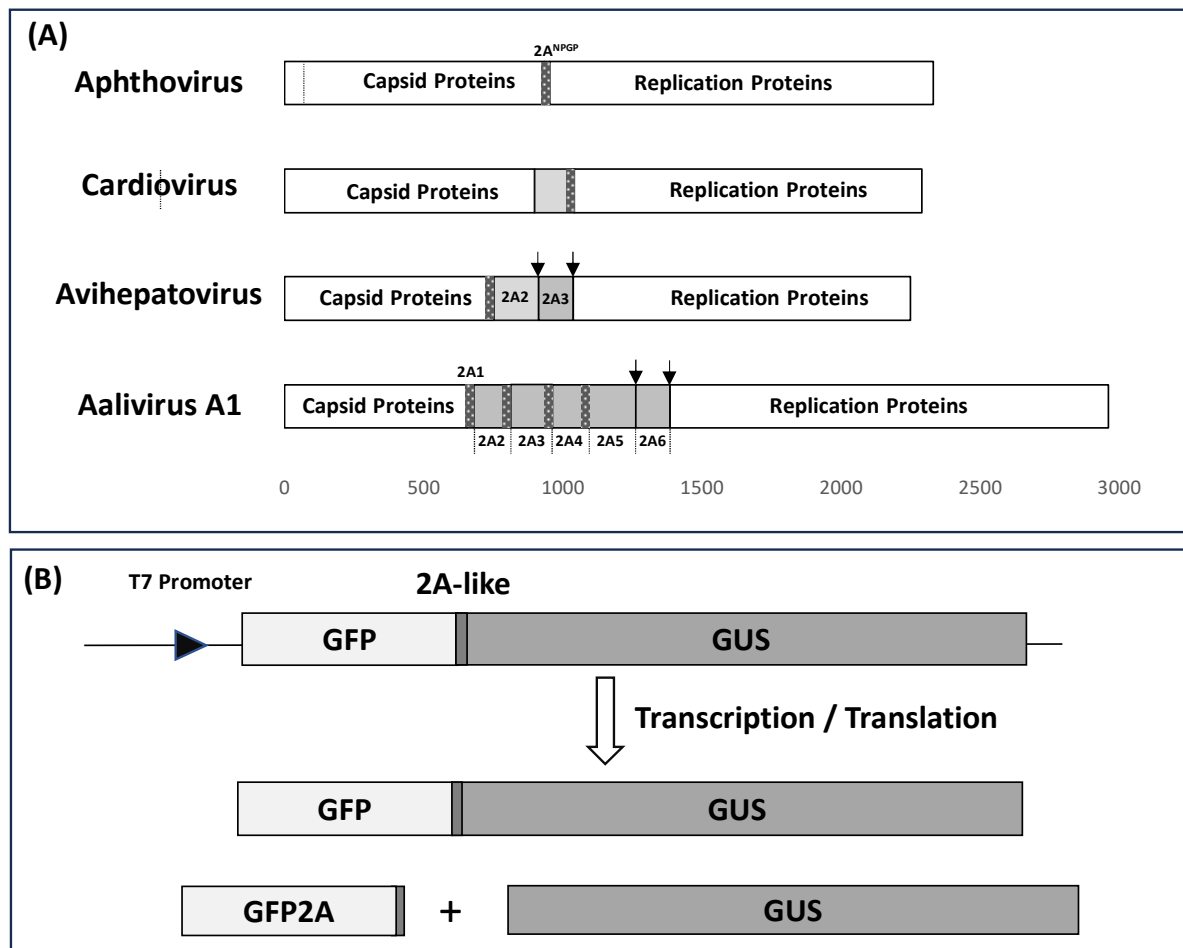 (A)
2A^NPGP
Aphthovirus Capsid Proteins Replication Proteins
Cardiovirus Capsid Proteins Replication Proteins
Avihepatovirus Capsid Proteins 2A2 2A3 Replication Proteins
2A1
Aalivirus A1 Capsid Proteins Replication Proteins
2A2 2A3 2A4 2A5 2A6
0 500 1000 1500 2000 2500 3000
(B)
T7 Promoter 2A-like
GFP GUS
Transcription / Translation
GFP GUS
GFP2A + GUS